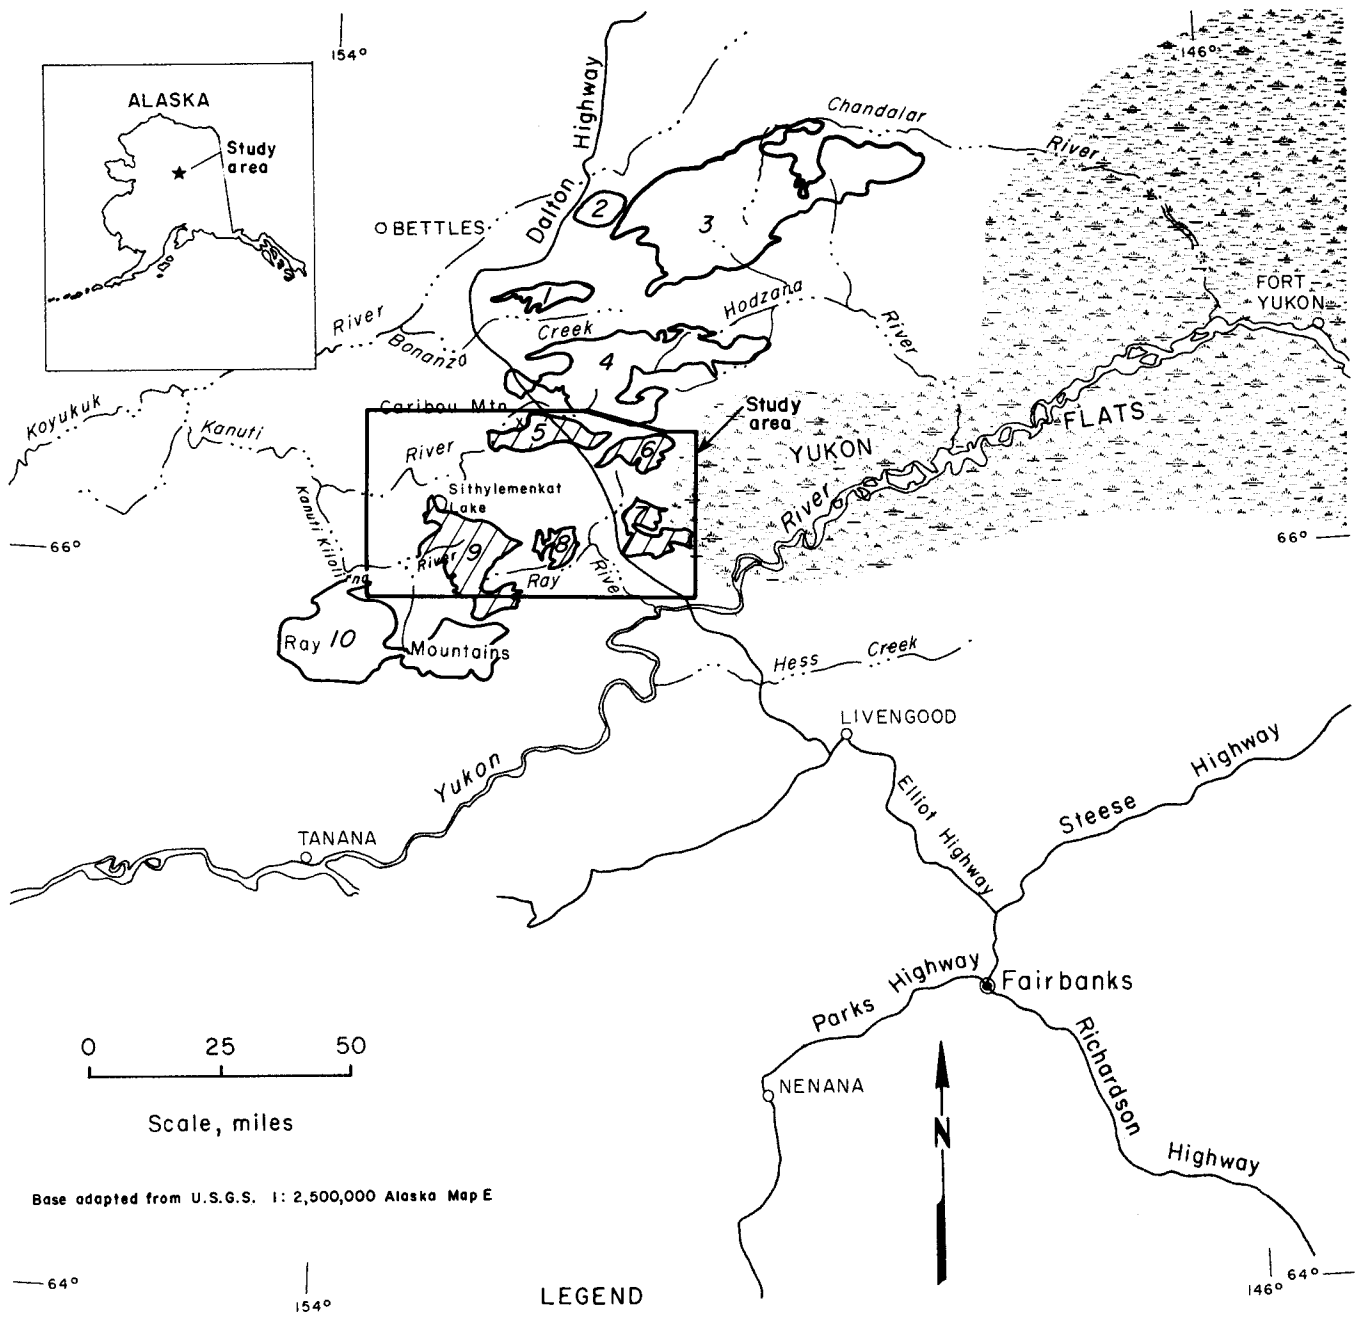 154°
146°
ALASKA
Study
area
Dalton
Highway
Chandalar
River
BETTLES
2
3
1
River
Bonanza
Creek
Hodzana
River
4
FORT
YUKON
Koyukuk
Kanuti
River
Caribou Mtn
x
5
6
Study
area
YUKON
FLATS
River
Sithylemenkat
Lake
Kanuti Kilolitna
River
7
8
9
Ray
River
66°
66°
Ray 10
Mountains
Hess Creek
LIVENGOOD
Yukon
TANANA
Elliot Highway
Steese Highway
Parks Highway
Fairbanks
Richardson
Highway
NENANA
N
0 25 50
Scale, miles
Base adapted from U.S.G.S. 1: 2,500,000 Alaska Map E
64°
154°
146°
64°
LEGEND